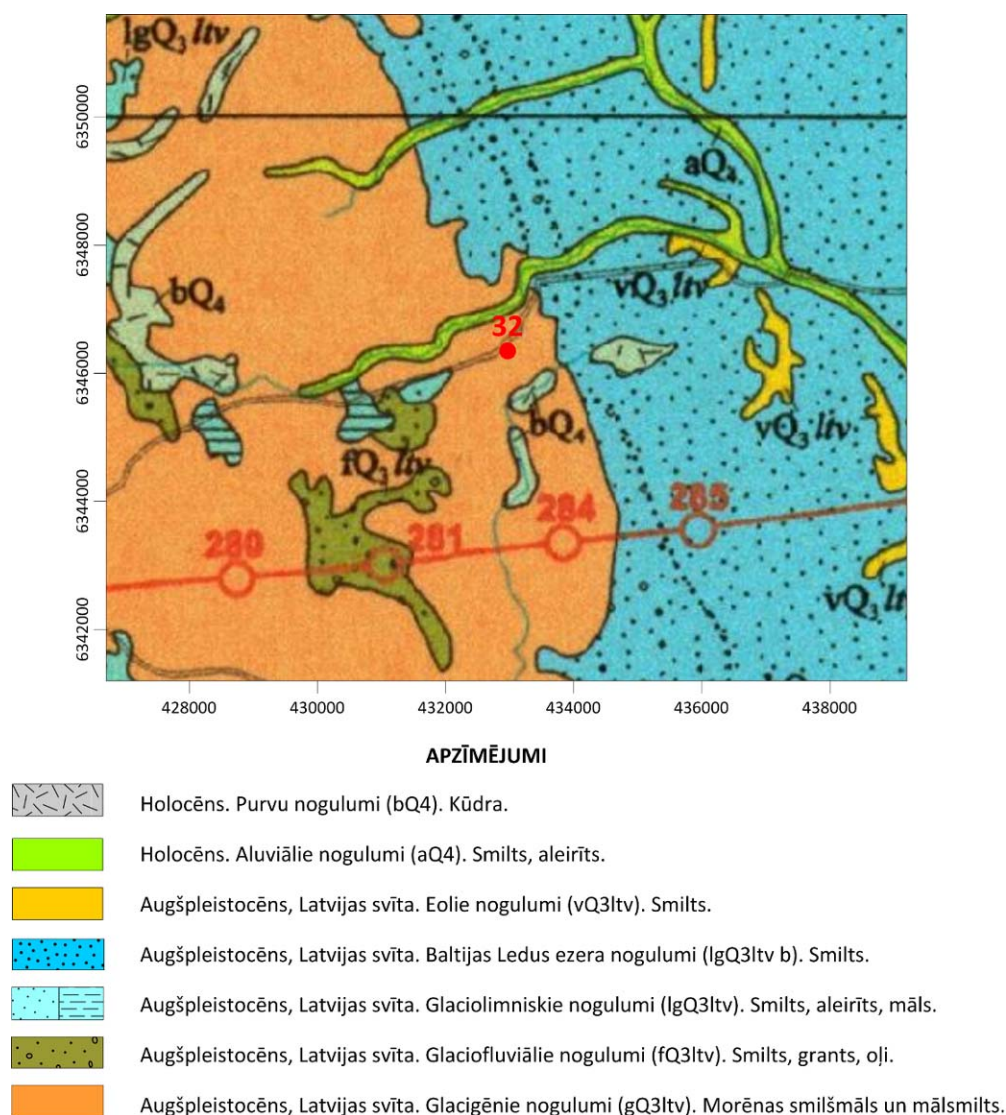 lgQ3 ltv
6350000
aQ4
6348000
bQ4
vQ3 ltv
32
6346000
bQ4
vQ3 ltv
fQ3 ltv
6344000
280
281
284
285
vQ3 lt
6342000
428000 430000 432000 434000 436000 438000
APZĪMĒJUMI
Holocēns. Purvu nogulumi (bQ4). Kūdra.
Holocēns. Aluviālie nogulumi (aQ4). Smilts, aleirīts.
Augšpleistocēns, Latvijas svīta. Eolie nogulumi (vQ3ltv). Smilts.
Augšpleistocēns, Latvijas svīta. Baltijas Ledus ezera nogulumi (lgQ3ltv b). Smilts.
Augšpleistocēns, Latvijas svīta. Glaciolimniskie nogulumi (lgQ3ltv). Smilts, aleirīts, māls.
Augšpleistocēns, Latvijas svīta. Glaciofluviālie nogulumi (fQ3ltv). Smilts, grants, oļi.
Augšpleistocēns, Latvijas svīta. Glacigēnie nogulumi (gQ3ltv). Morēnas smilšmāls un mālsmilts